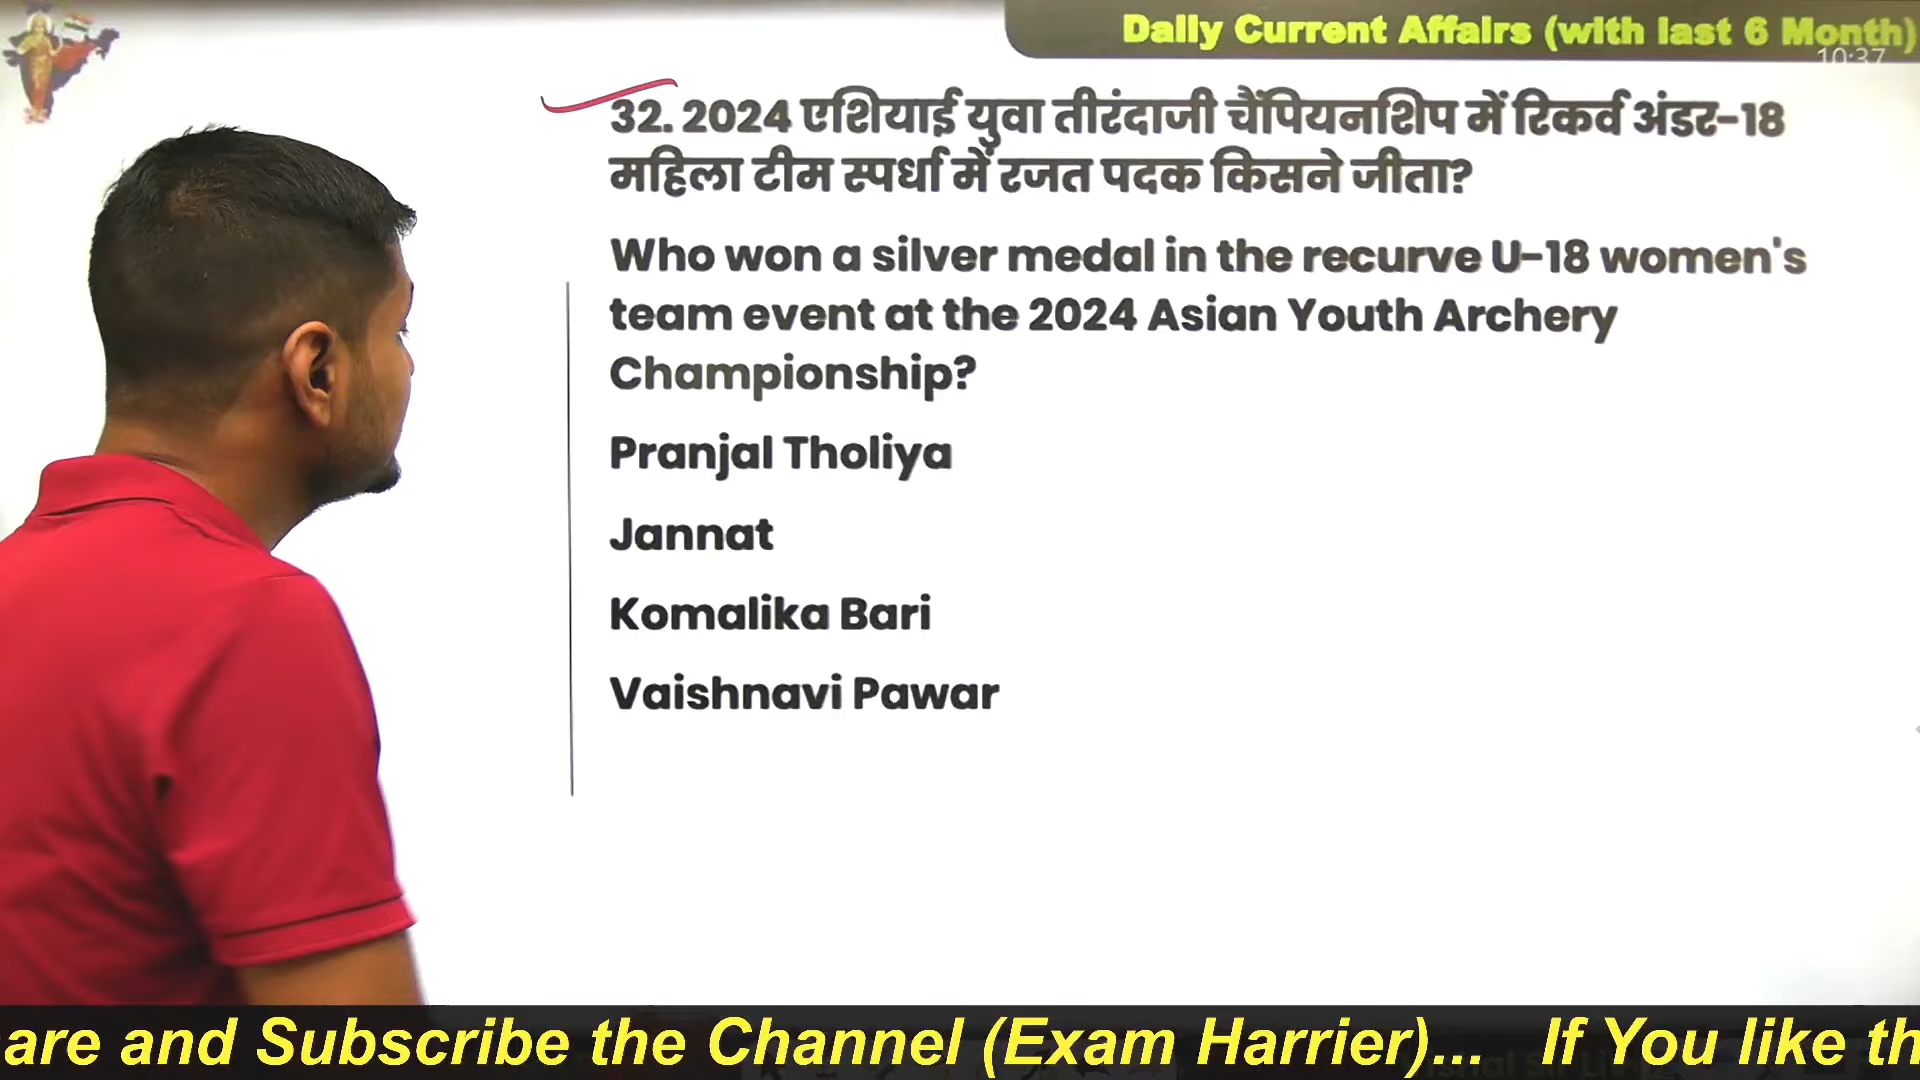 Daily Current Affairs (with last 6 Month)
10:37
32. 2024 एशियाई युवा तीरंदाजी चैंपियनशिप में रिकर्व अंडर-18
महिला टीम स्पर्धा में रजत पदक किसने जीता?
Who won a silver medal in the recurve U-18 women's
team event at the 2024 Asian Youth Archery
Championship?
Pranjal Tholiya
Jannat
Komalika Bari
Vaishnavi Pawar
are and Subscribe the Channel (Exam Harrier)... If You like th